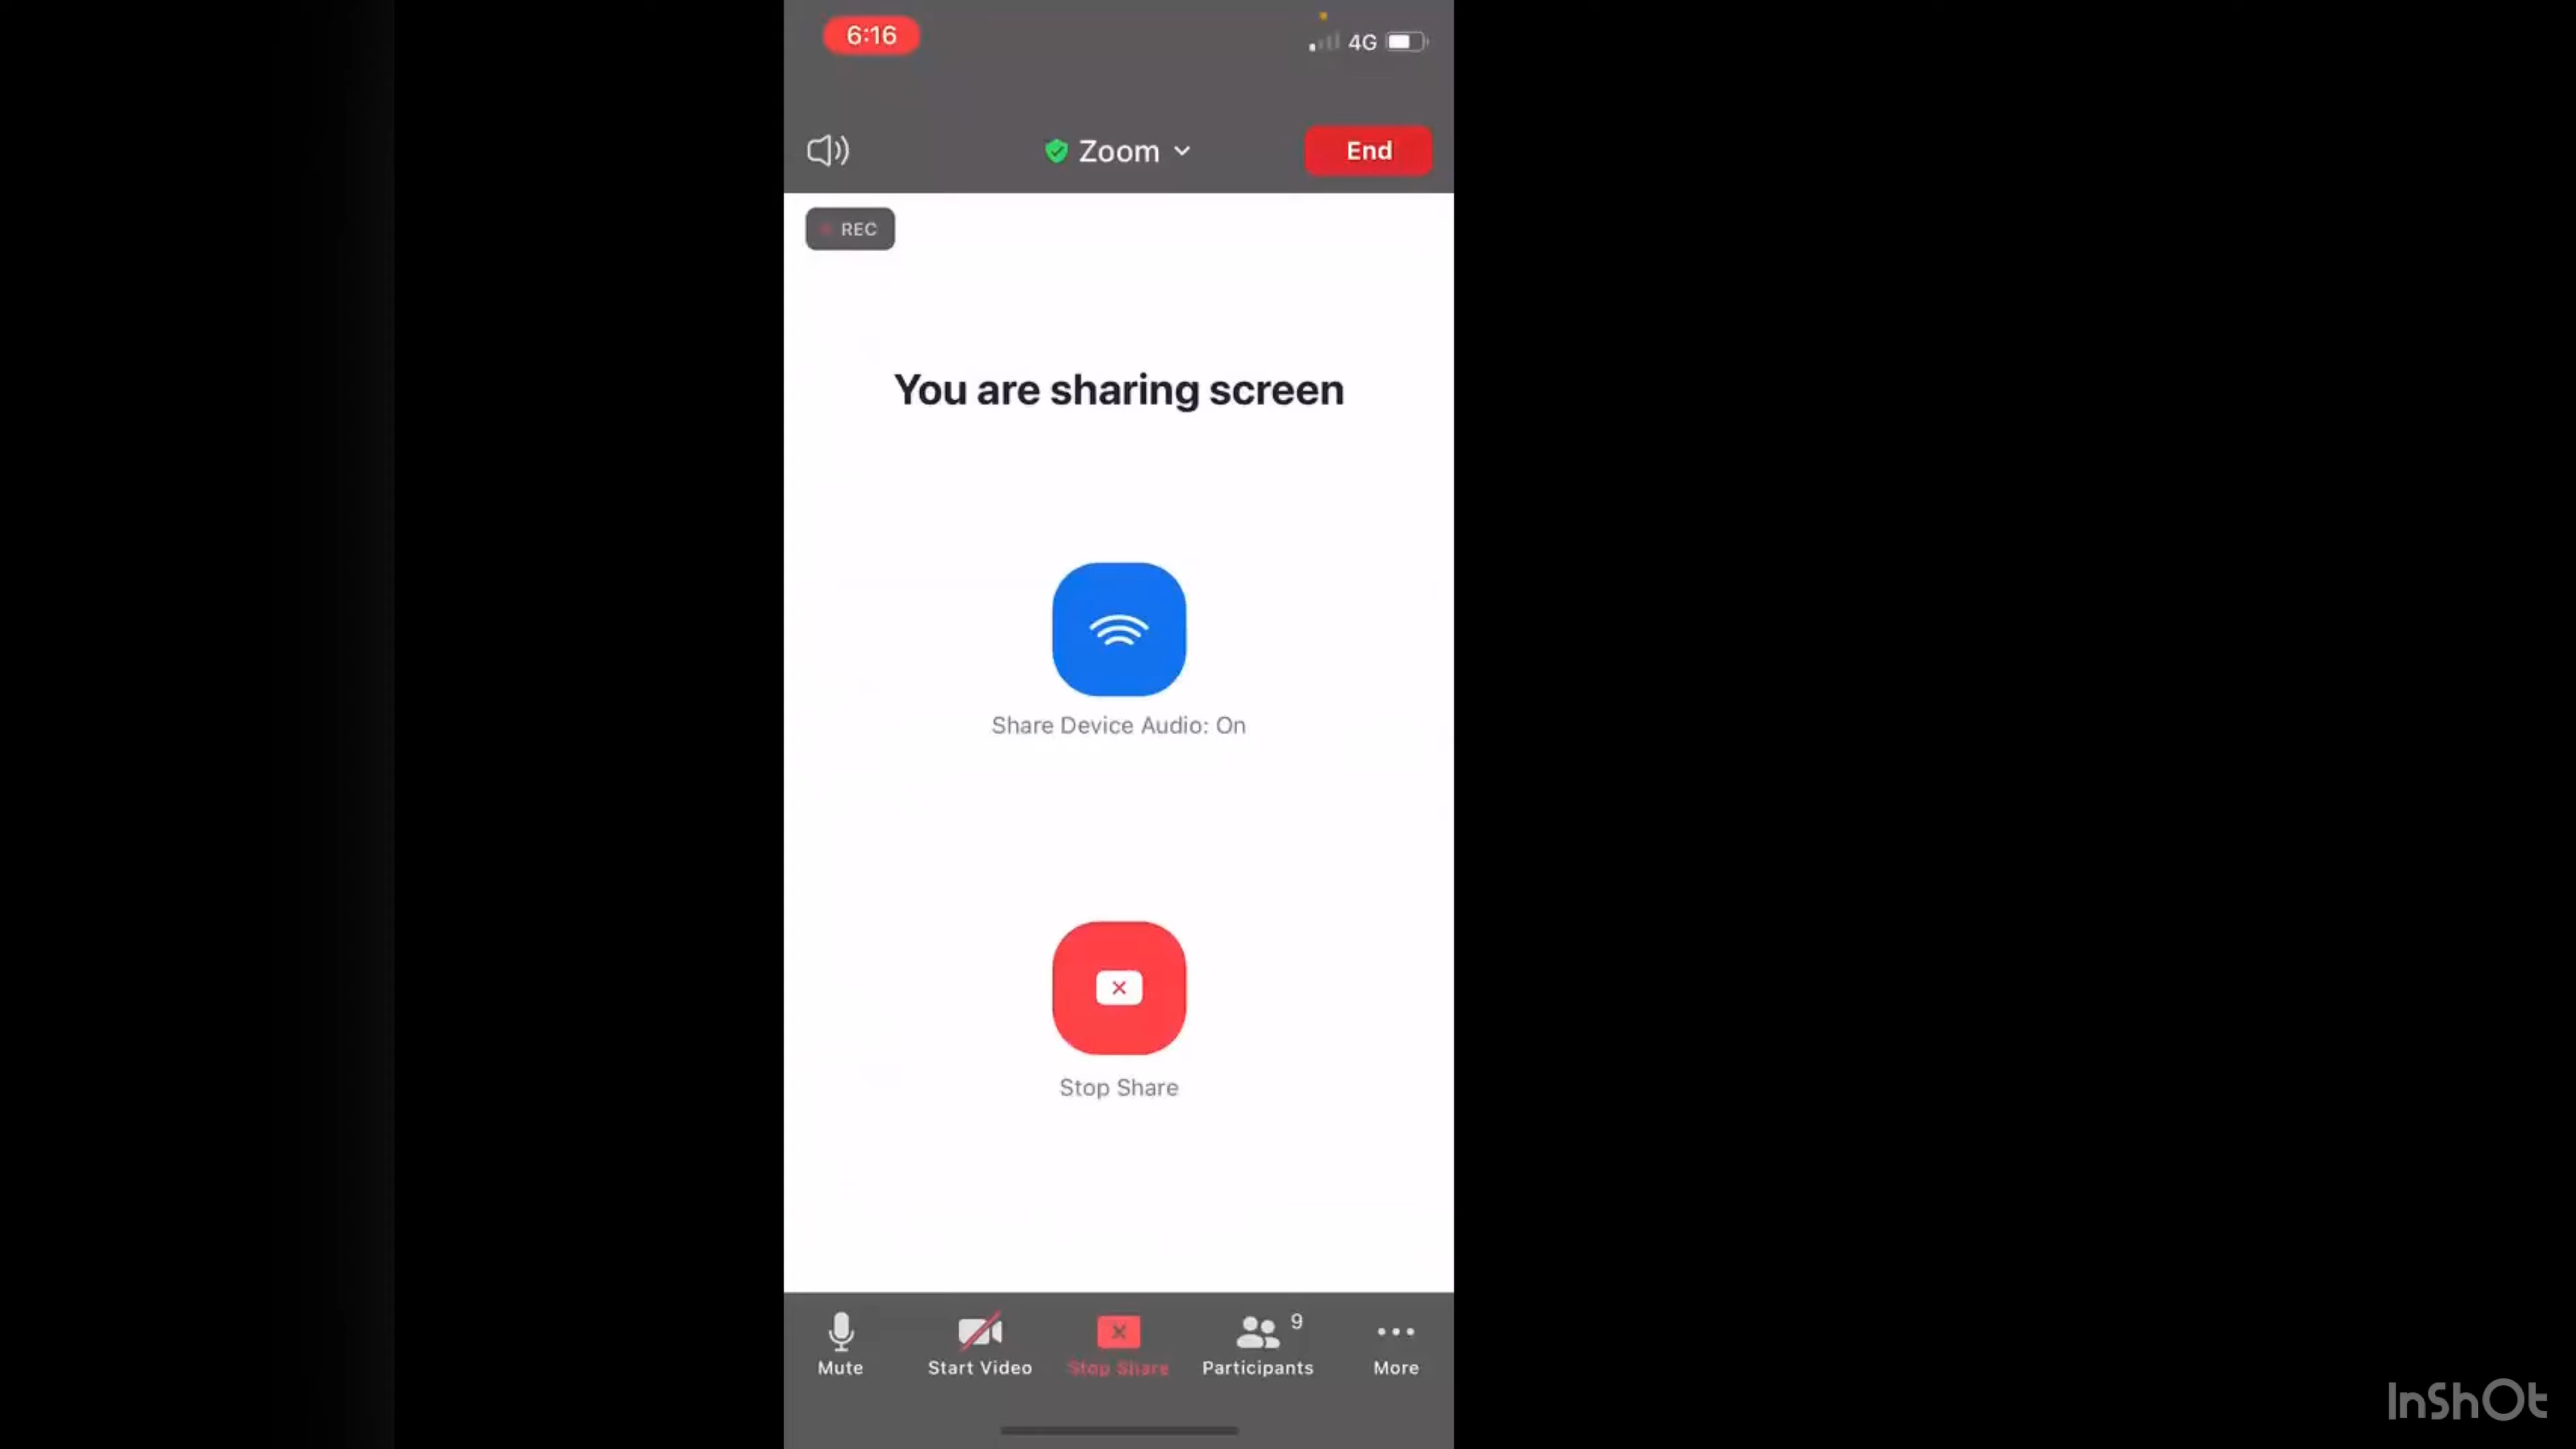 6:16
4G
Zoom
End
REC
You are sharing screen
Share Device Audio: On
Stop Share
9
Mute
Start Video
Stop Share
Participants
More
InShOt